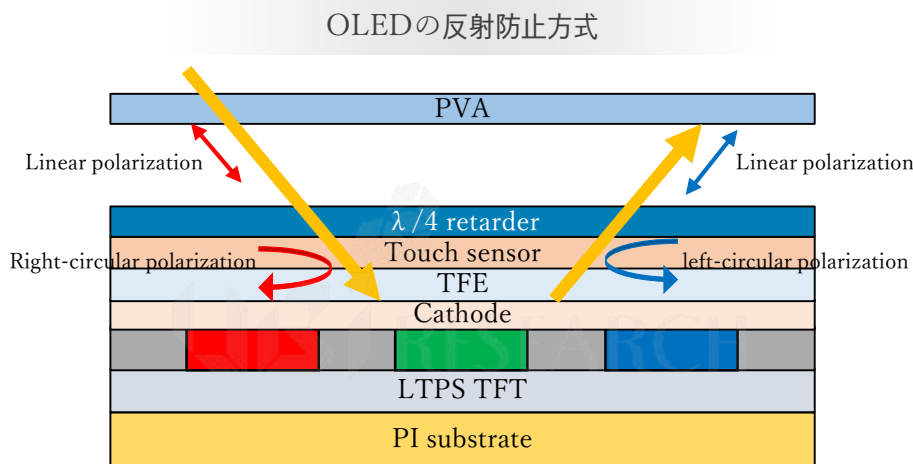 OLEDの反射防止方式
PVA
Linear polarization
Linear polarization
λ/4 retarder
Touch sensor
Right-circular polarization
left-circular polarization
TFE
Cathode
RESEARCH
LTPS TFT
PI substrate